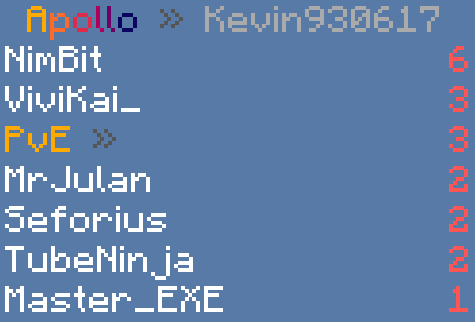 Apollo » Kevin930617
NimBit 6
ViviKai_ 3
PvE » 3
MrJulan 2
Seforius 2
TubeNinja 2
Master_EXE 1